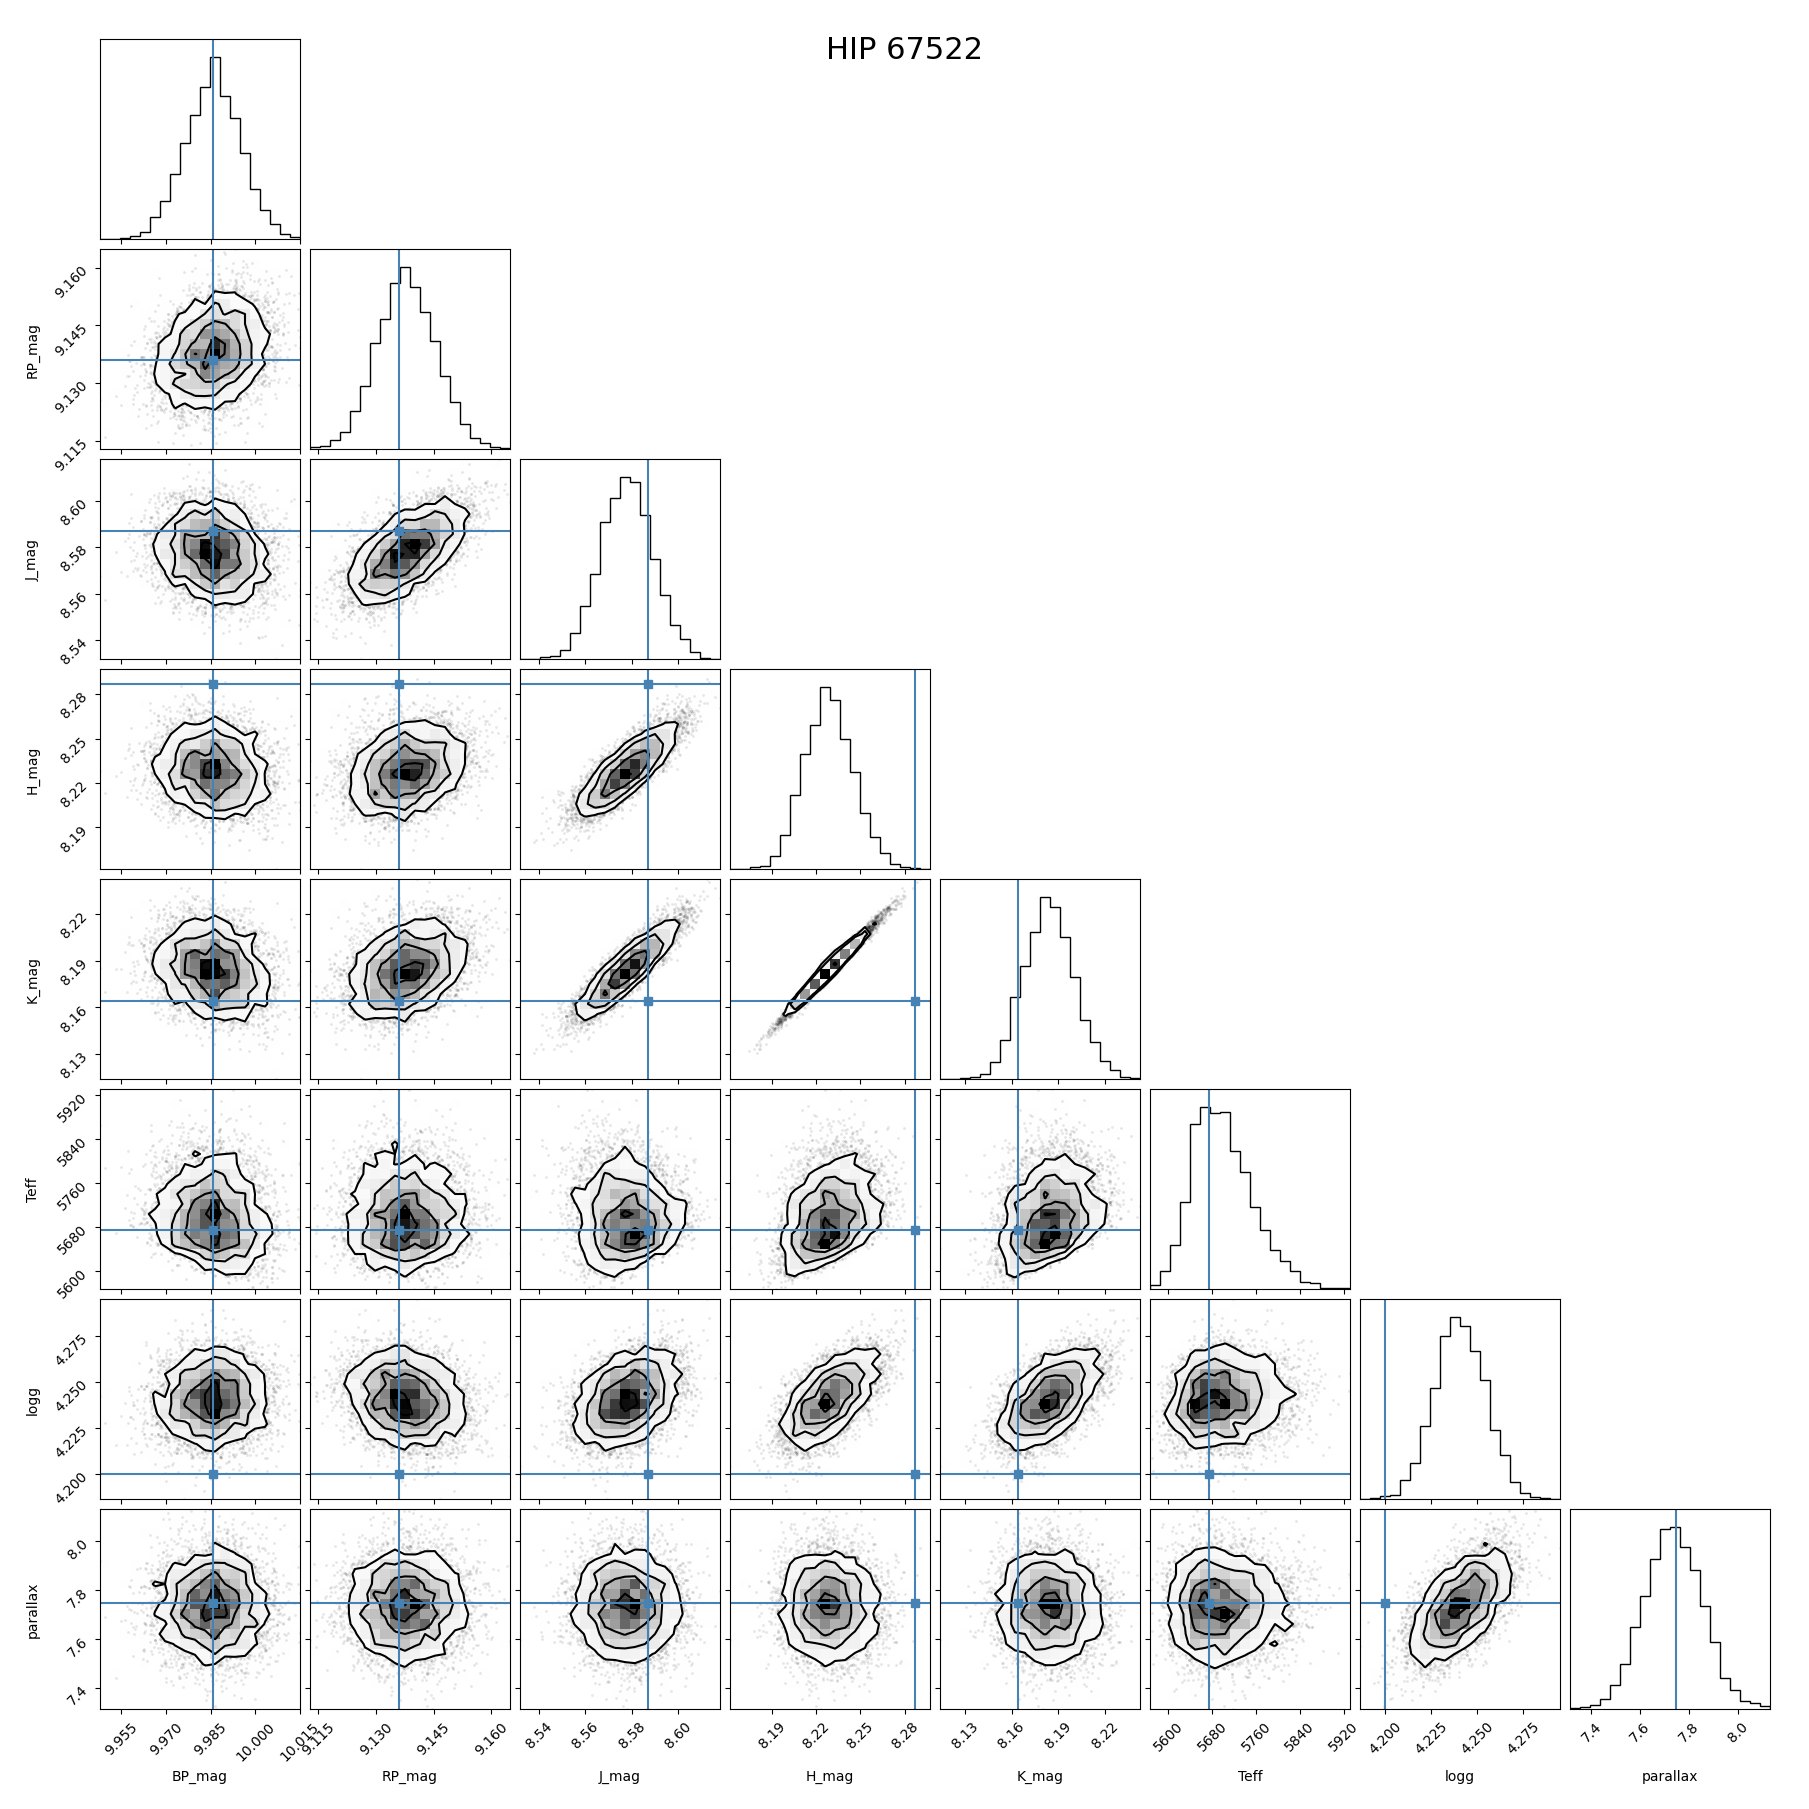 HIP 67522
RP_mag
9.160
9.145
9.130
9.115
J_mag
8.60
8.58
8.56
8.54
H_mag
8.28
8.25
8.22
8.19
K_mag
8.22
8.19
8.16
8.13
Teff
5920
5840
5760
5680
5600
logg
4.275
4.250
4.225
4.200
parallax
8.0
7.8
7.6
7.4
9.955 9.970 9.985 10.000 10.015 9.115 9.130 9.145 9.160 8.54 8.56 8.58 8.60 8.19 8.22 8.25 8.28 8.13 8.16 8.19 8.22 5600 5680 5760 5840 5920 4.200 4.225 4.250 4.275 7.4 7.6 7.8 8.0
BP_mag RP_mag J_mag H_mag K_mag Teff logg parallax